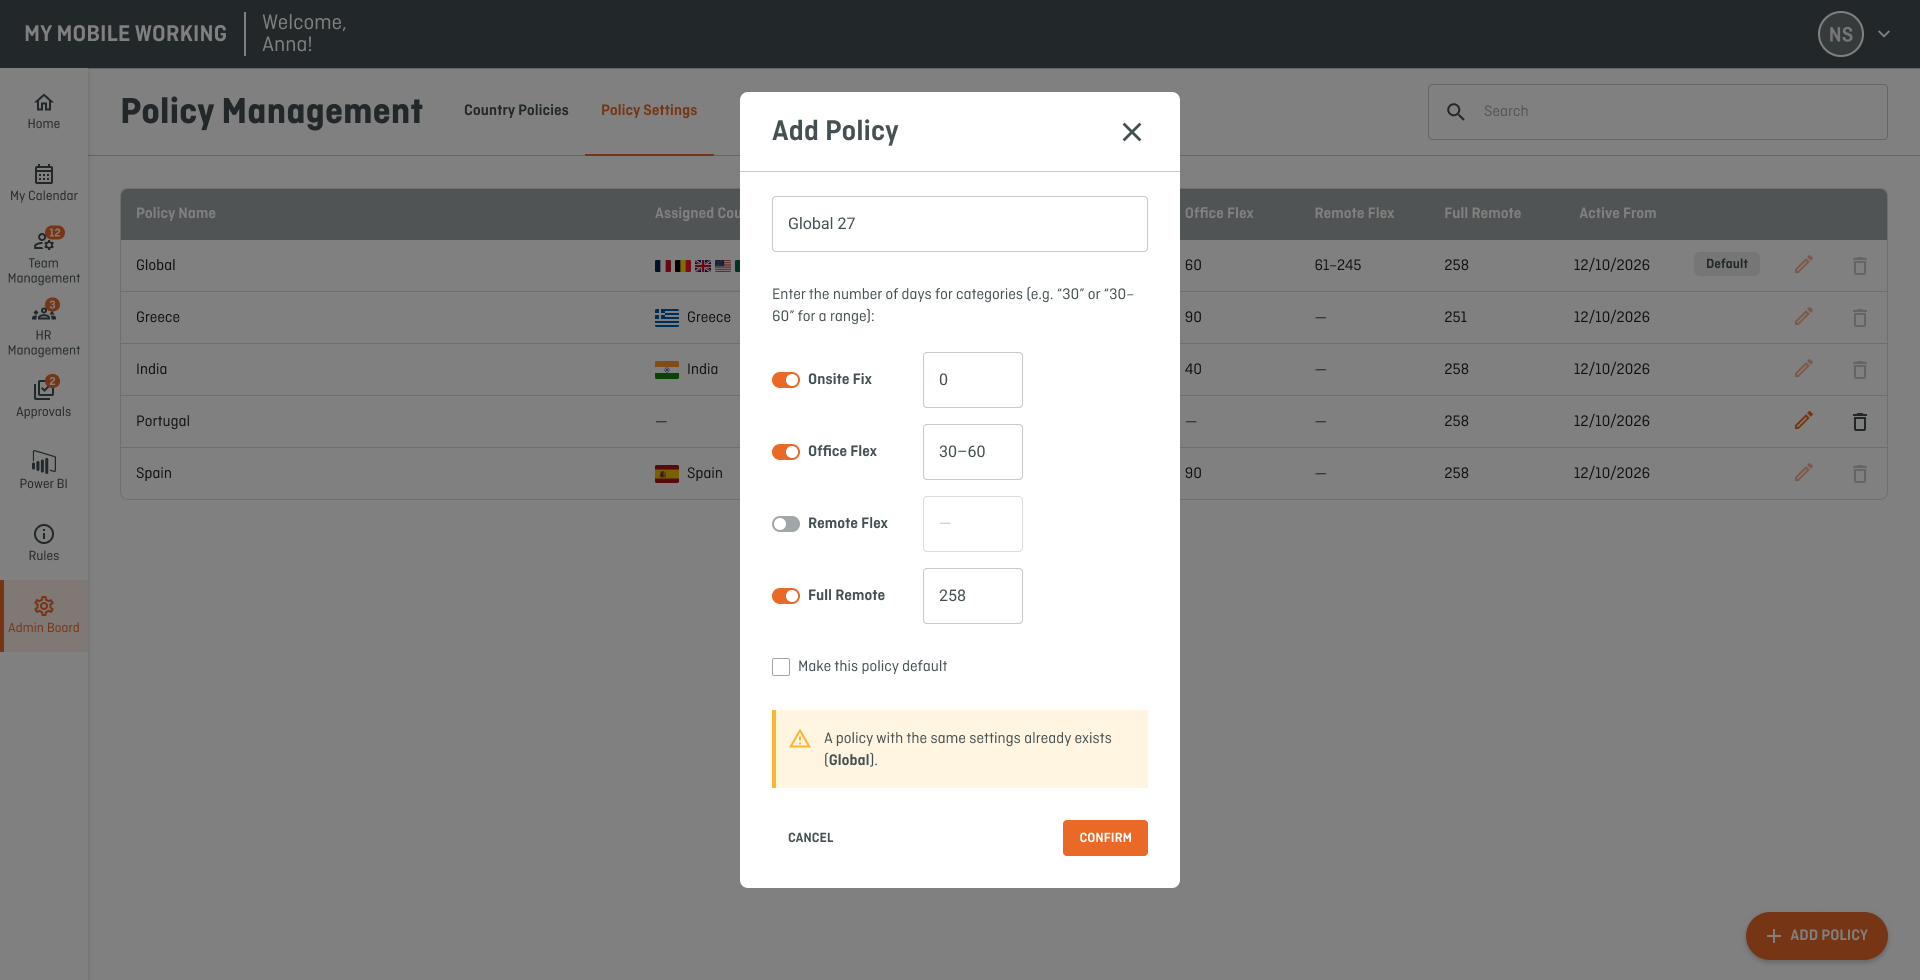 MY MOBILE WORKING
Welcome,
Anna!
NS
Home
My Calendar
12
Team
Management
3
HR
Management
2
Approvals
Power BI
Rules
Admin Board
Policy Management
Country Policies
Policy Settings
Search
Policy Name
Assigned
Office Flex
Remote Flex
Full Remote
Active From
Global
60
61–245
258
12/10/2026
Default
Greece
Greece
90
—
251
12/10/2026
India
India
40
—
258
12/10/2026
Portugal
—
—
—
258
12/10/2026
Spain
Spain
90
—
258
12/10/2026
Add Policy
Global 27
Enter the number of days for categories (e.g. “30” or “30–
60” for a range):
Onsite Fix
0
Office Flex
30–60
Remote Flex
—
Full Remote
258
Make this policy default
A policy with the same settings already exists
(Global).
CANCEL
CONFIRM
ADD POLICY